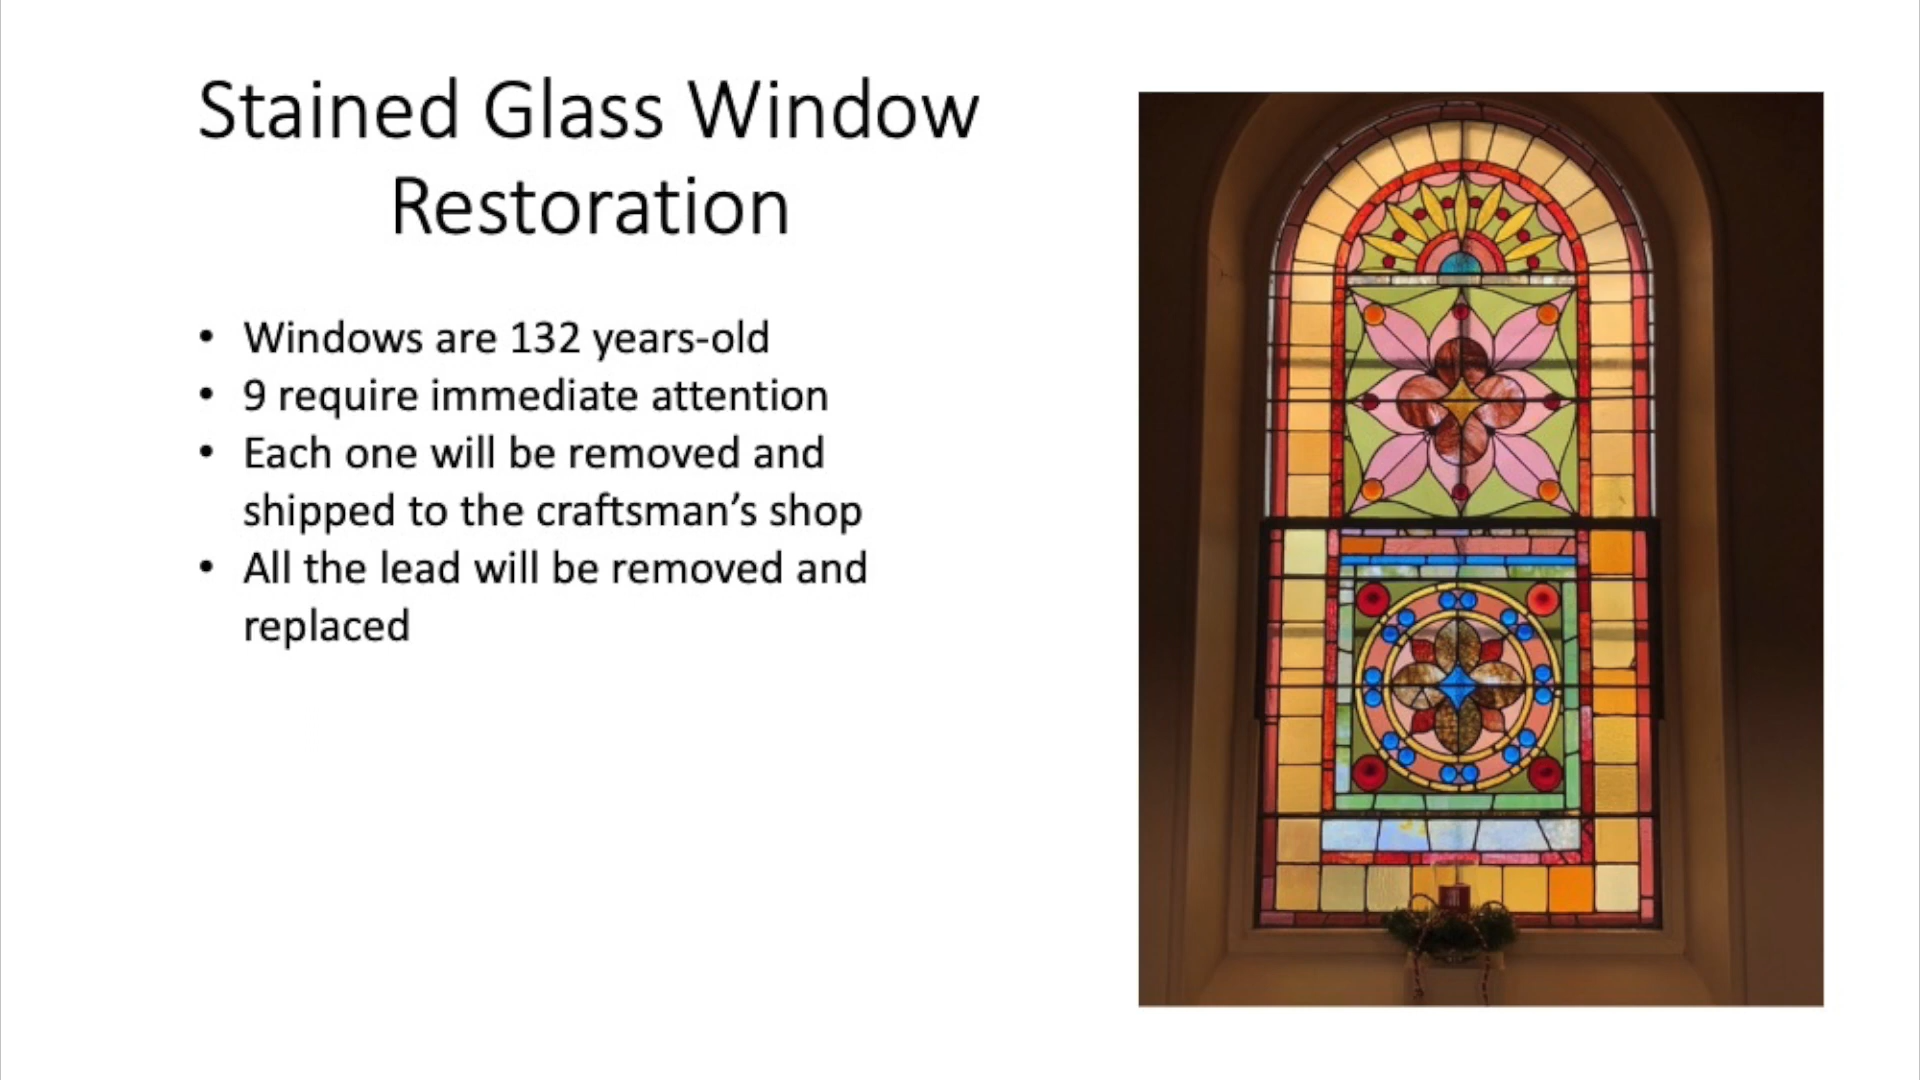 Stained Glass Window
Restoration
• Windows are 132 years-old
• 9 require immediate attention
• Each one will be removed and
shipped to the craftsman’s shop
• All the lead will be removed and
replaced